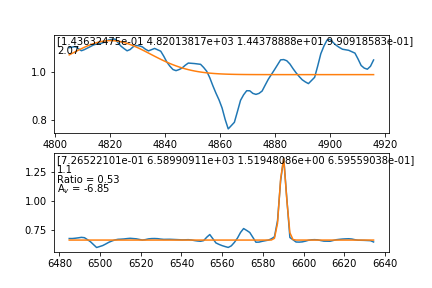 [1.43632475e-01 4.82013817e+03 1.44378888e+01 9.90918583e-01]
2.07
1.0
0.8
4800 4820 4840 4860 4880 4900 4920
[7.26522101e-01 6.58990911e+03 1.51948086e+00 6.59559038e-01]
1.1
Ratio = 0.53
Av = -6.85
1.25
1.00
0.75
6480 6500 6520 6540 6560 6580 6600 6620 6640